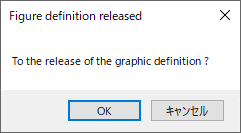 Figure definition released
To the release of the graphic definition ?
OK
キャンセル